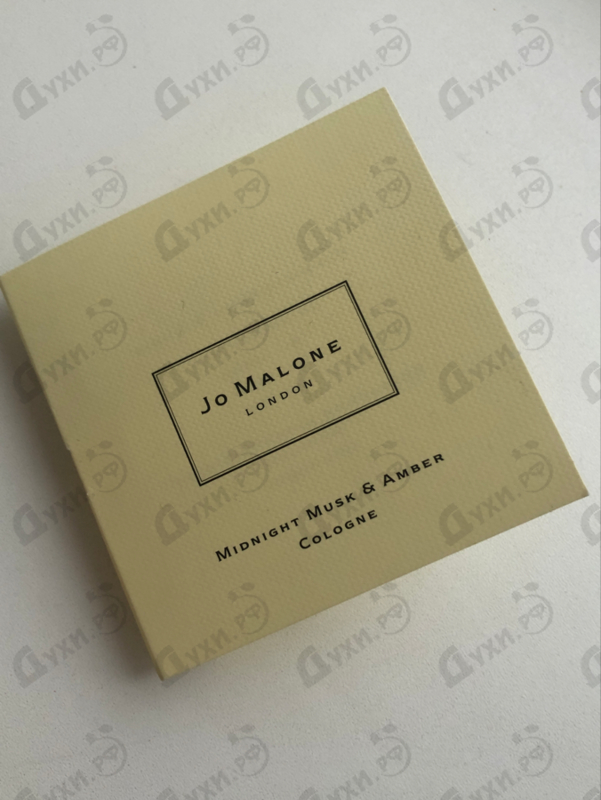 Jo Malone
London
Midnight Musk & Amber
Cologne
Духи.рф